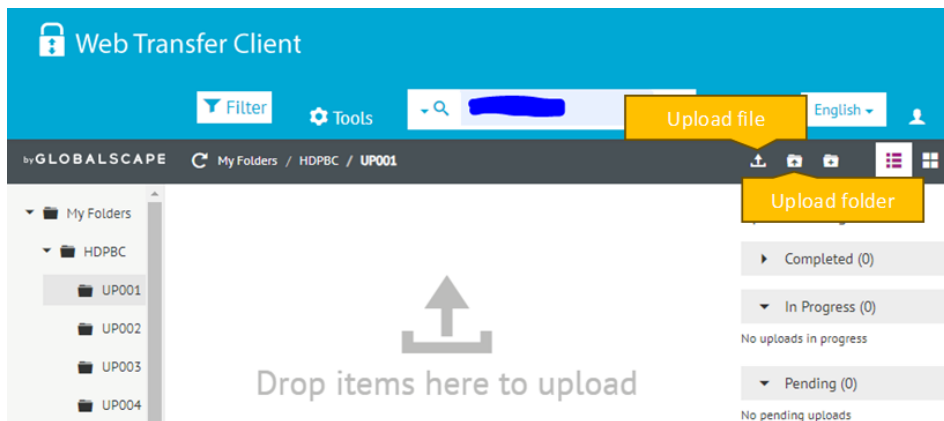 Web Transfer Client
Filter
Tools
Upload file
English
by GLOBALSCAPE
My Folders / HDPBC / UP001
Upload folder
My Folders
HDPBC
UP001
UP002
UP003
UP004
Drop items here to upload
Completed (0)
In Progress (0)
No uploads in progress
Pending (0)
No pending uploads